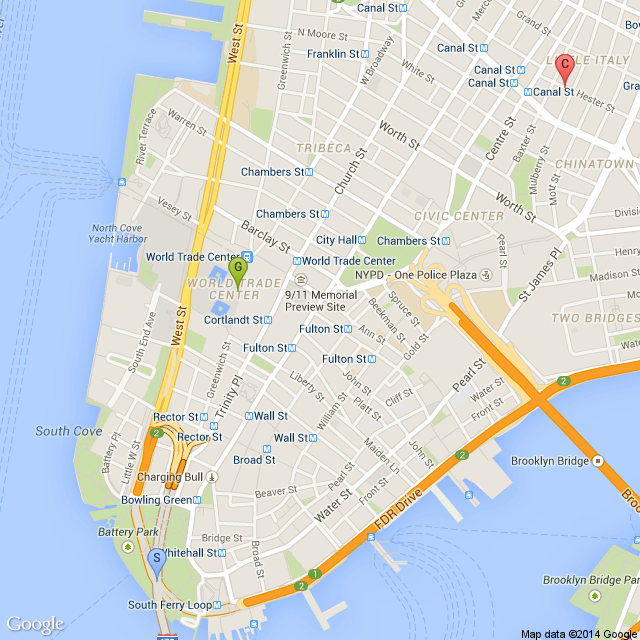 N Moore St
Franklin St
West St
Greenwich St
W Broadway
White St
Canal St
Canal St
Canal St
Canal St
Mercer
LITTLE ITALY
C
Gra
Hester St
Worth St
Centre St
Baxter St
CHINATOWN
Mulberry St
Mott St
Warren St
River Terrace
TRIBECA
Church St
Chambers St
Vesey St
Chambers St
CIVIC CENTER
Worth St
Division
North Cove
Yacht Harbor
Barclay St
City Hall
Chambers St
Pearl St
St James Pl
Henry
World Trade Center
World Trade Center
NYPD - One Police Plaza
Madison St
G
WORLD TRADE
CENTER
9/11 Memorial
Preview Site
Spruce St
Beekman St
TWO BRIDGES
South End Ave
West St
Cortlandt St
Fulton St
Ann St
Gold St
Fulton St
Fulton St
Water
Greenwich St
Trinity Pl
Liberty St
John St
Platt St
Cliff St
Pearl St
Water St
Front St
2
Rector St
Wall St
William St
South Cove
2
Rector St
Wall St
Maiden Ln
John St
2
Battery Pl
Little W St
Broad St
Brooklyn Bridge
Charging Bull
Pearl St
Bowling Green
Beaver St
Water St
Front St
FDR Drive
Broo
Battery Park
Bridge St
Whitehall St
Broad St
S
1
2
Brooklyn Bridge Par
South Ferry Loop
Google
Map data ©2014 Google